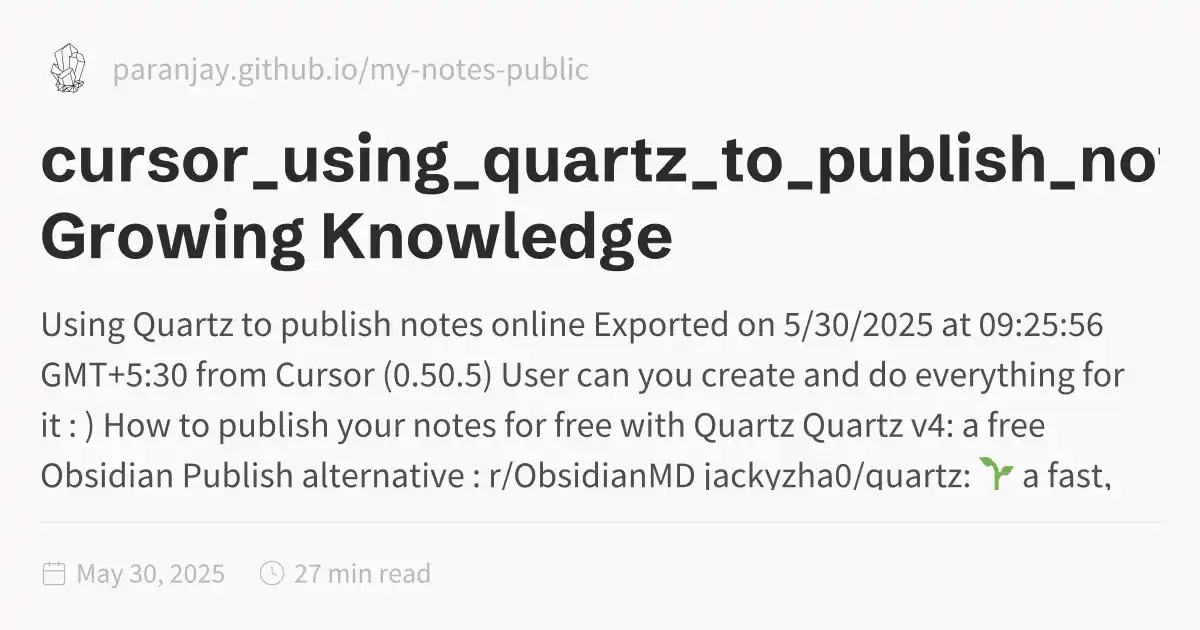 paranjay.github.io/my-notes-public
cursor_using_quartz_to_publish_no
Growing Knowledge
Using Quartz to publish notes online Exported on 5/30/2025 at 09:25:56
GMT+5:30 from Cursor (0.50.5) User can you create and do everything for
it : ) How to publish your notes for free with Quartz Quartz v4: a free
Obsidian Publish alternative : r/ObsidianMD jackyzha0/quartz: 🌱 a fast,
May 30, 2025
27 min read